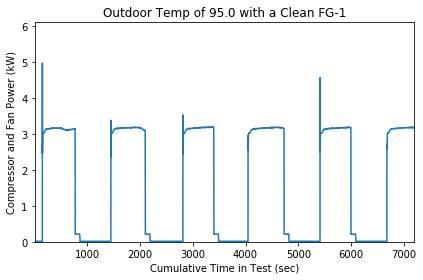 Outdoor Temp of 95.0 with a Clean FG-1
Compressor and Fan Power (kW)
6
5
4
3
2
1
0
1000 2000 3000 4000 5000 6000 7000
Cumulative Time in Test (sec)